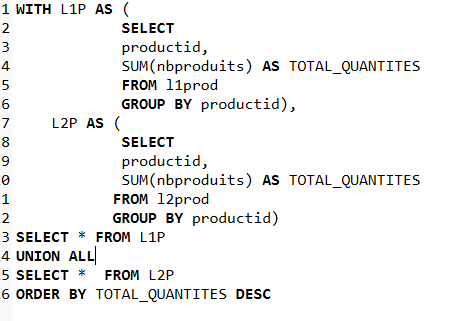 1 WITH L1P AS (
2 SELECT
3 productid,
4 SUM(nbproduits) AS TOTAL_QUANTITES
5 FROM l1prod
6 GROUP BY productid),
7 L2P AS (
8 SELECT
9 productid,
0 SUM(nbproduits) AS TOTAL_QUANTITES
1 FROM l2prod
2 GROUP BY productid)
3 SELECT * FROM L1P
4 UNION ALL
5 SELECT * FROM L2P
6 ORDER BY TOTAL_QUANTITES DESC